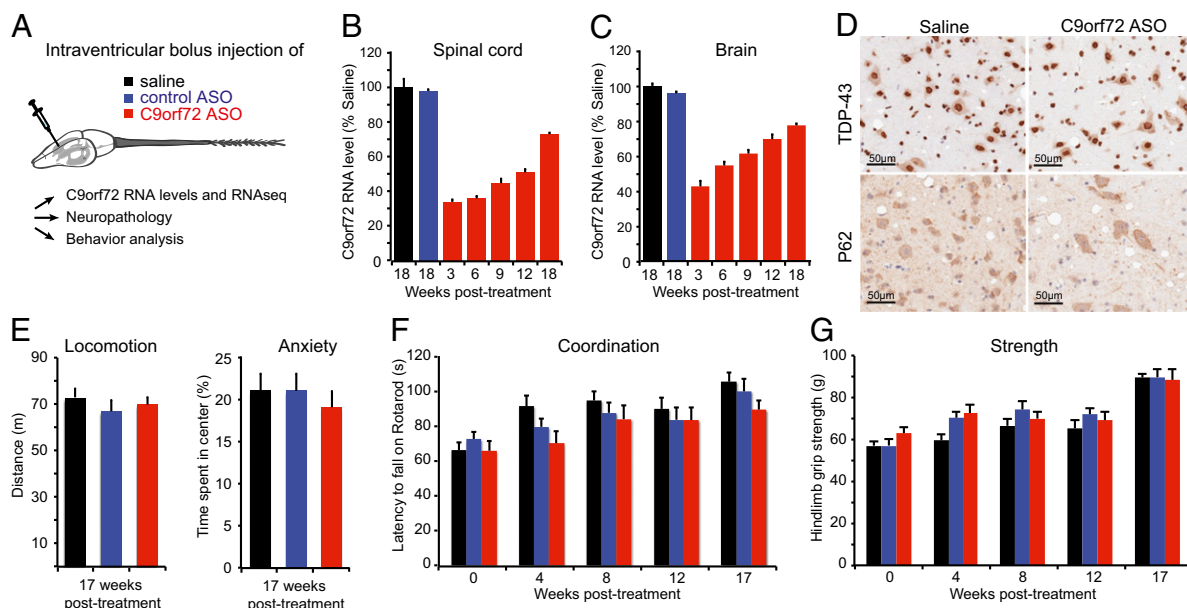 A
Intraventricular bolus injection of
saline
control ASO
C9orf72 ASO
C9orf72 RNA levels and RNAseq
Neuropathology
Behavior analysis
B
Spinal cord
C9orf72 RNA level (% Saline)
120
100
80
60
40
20
0
18 18 3 6 9 12 18
Weeks post-treatment
C
Brain
C9orf72 RNA level (% Saline)
120
100
80
60
40
20
0
18 18 3 6 9 12 18
Weeks post-treatment
D
Saline C9orf72 ASO
TDP-43
50µm 50µm
P62
50µm 50µm
E
Locomotion
Distance (m)
90
70
50
30
10
17 weeks
post-treatment
Anxiety
Time spent in center (%)
25
20
15
10
5
0
17 weeks
post-treatment
F
Coordination
Latency to fall on Rotarod (s)
120
100
80
60
40
20
0
0 4 8 12 17
Weeks post-treatment
G
Strength
Hindlimb grip strength (g)
100
80
60
40
20
0
0 4 8 12 17
Weeks post-treatment